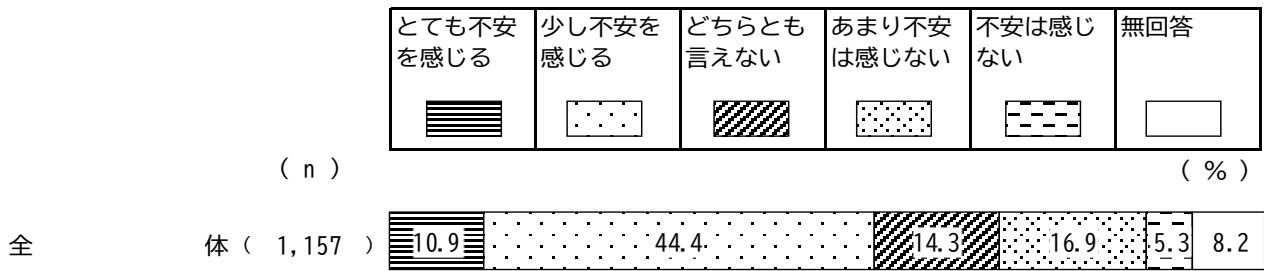 とても不安を感じる
少し不安を感じる
どちらとも言えない
あまり不安は感じない
不安は感じない
無回答
( n )
( % )
全体 ( 1,157 ) 10.9 44.4 14.3 16.9 5.3 8.2